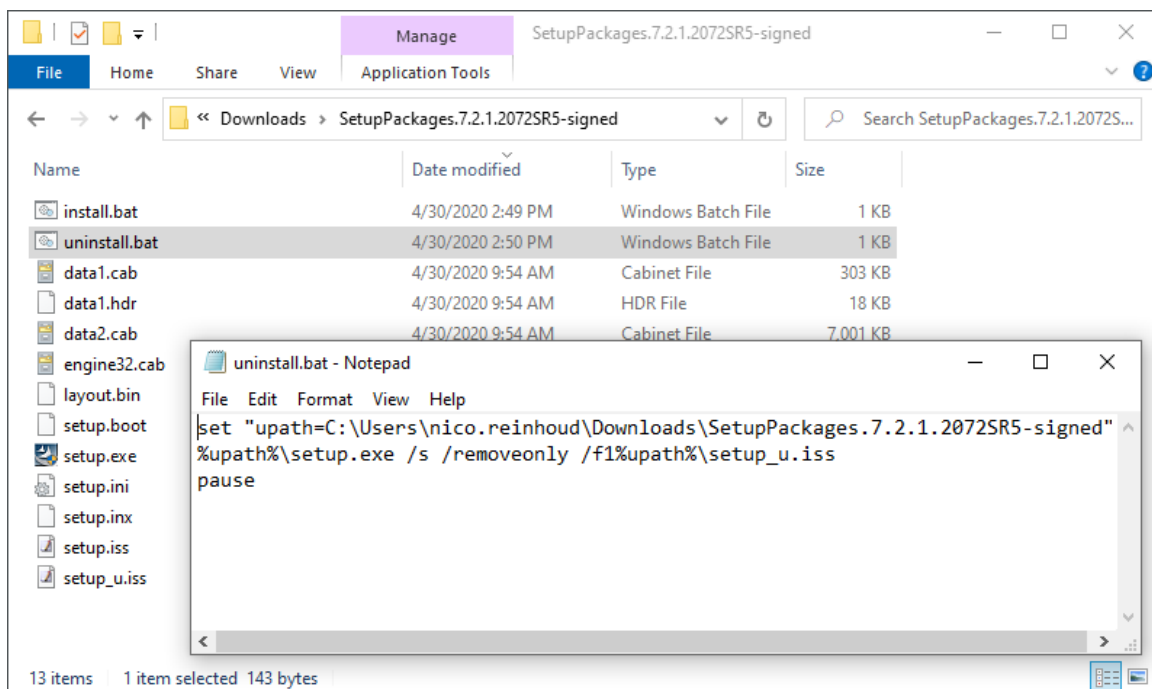 Manage
SetupPackages.7.2.1.2072SR5-signed
File Home Share View Application Tools
« Downloads › SetupPackages.7.2.1.2072SR5-signed
Search SetupPackages.7.2.1.2072S...
Name Date modified Type Size
install.bat 4/30/2020 2:49 PM Windows Batch File 1 KB
uninstall.bat 4/30/2020 2:50 PM Windows Batch File 1 KB
data1.cab 4/30/2020 9:54 AM Cabinet File 303 KB
data1.hdr 4/30/2020 9:54 AM HDR File 18 KB
data2.cab 4/30/2020 9:54 AM Cabinet File 7,001 KB
engine32.cab
layout.bin
setup.boot
setup.exe
setup.ini
setup.inx
setup.iss
setup_u.iss
uninstall.bat - Notepad
File Edit Format View Help
set "upath=C:\Users\nico.reinhoud\Downloads\SetupPackages.7.2.1.2072SR5-signed"
%upath%\setup.exe /s /removeonly /f1%upath%\setup_u.iss
pause
13 items 1 item selected 143 bytes